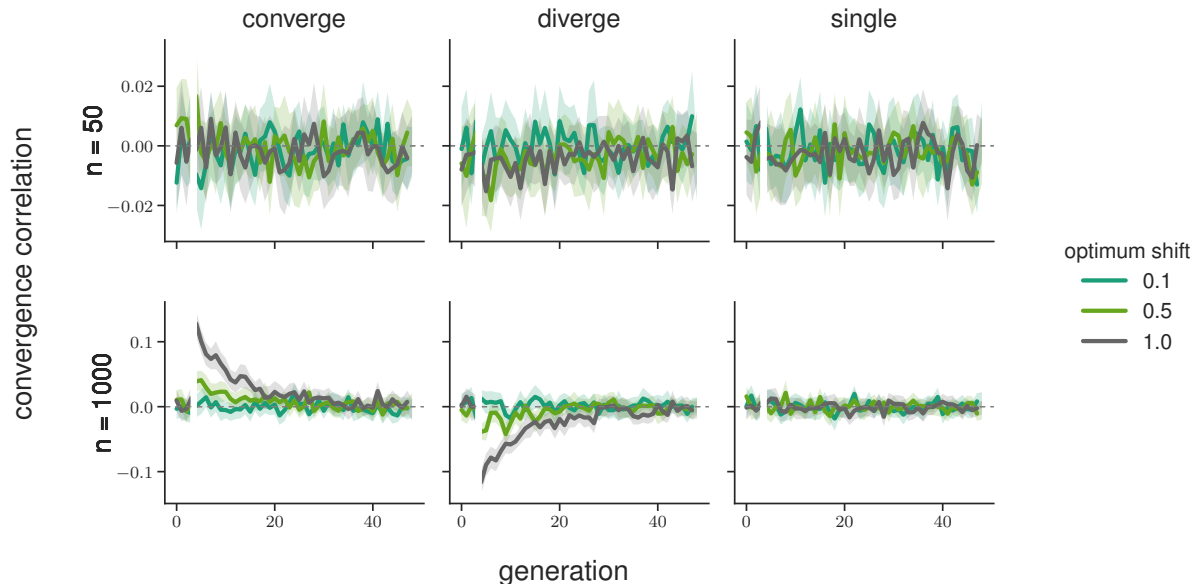 converge
diverge
single
convergence correlation
n = 50
0.02
0.00
−0.02
n = 1000
0.1
0.0
−0.1
0
20
40
0
20
40
0
20
40
generation
optimum shift
0.1
0.5
1.0